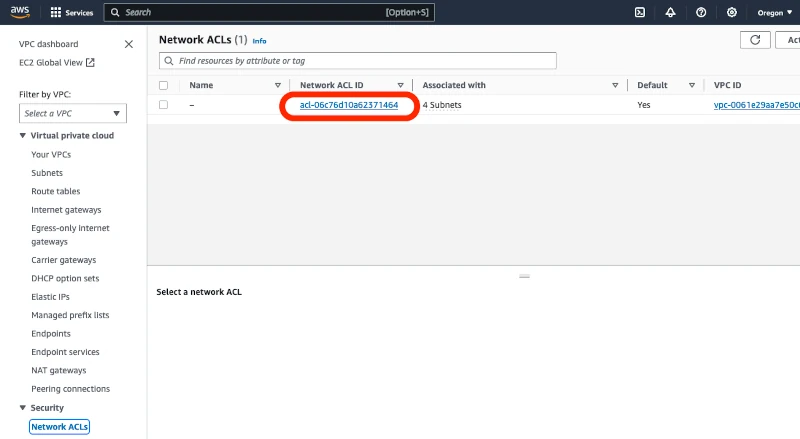 aws
Services
Search
[Option+S]
Oregon
VPC dashboard
EC2 Global View
Filter by VPC:
Select a VPC
Virtual private cloud
Your VPCs
Subnets
Route tables
Internet gateways
Egress-only Internet
gateways
Carrier gateways
DHCP option sets
Elastic IPs
Managed prefix lists
Endpoints
Endpoint services
NAT gateways
Peering connections
Security
Network ACLs
Network ACLs (1) Info
Act
Find resources by attribute or tag
Name
Network ACL ID
Associated with
Default
VPC ID
–
acl-06c76d10a62371464
4 Subnets
Yes
Select a network ACL